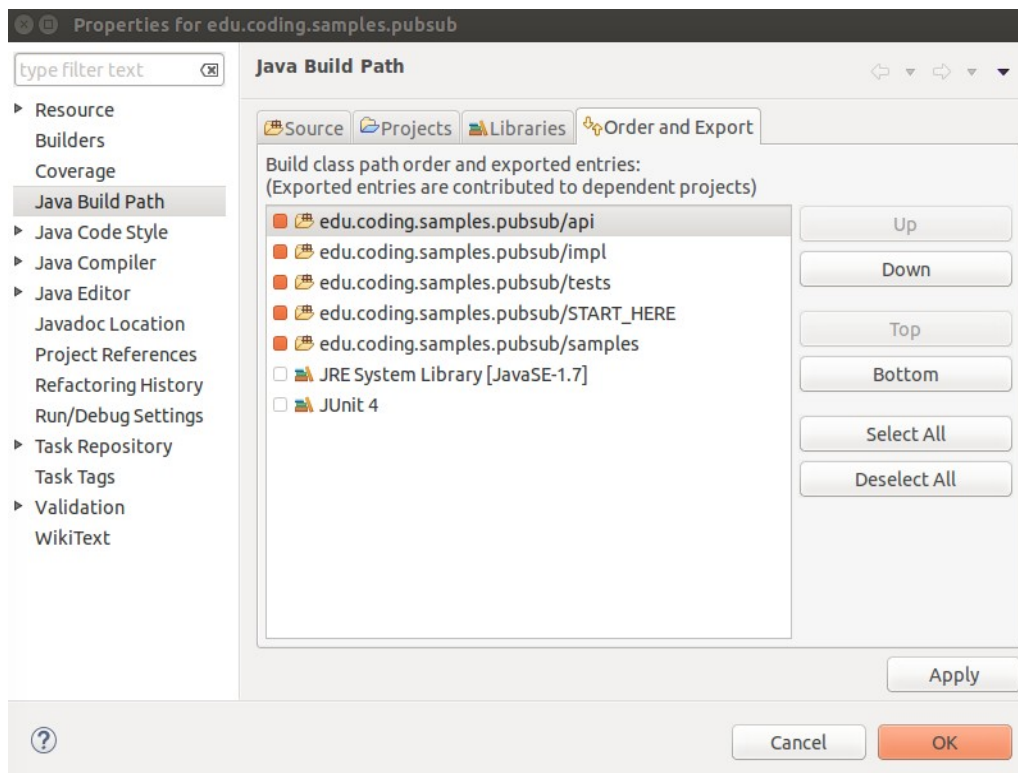 Properties for edu.coding.samples.pubsub
type filter text
Resource
Builders
Coverage
Java Build Path
Java Code Style
Java Compiler
Java Editor
Javadoc Location
Project References
Refactoring History
Run/Debug Settings
Task Repository
Task Tags
Validation
WikiText
Java Build Path
Source Projects Libraries Order and Export
Build class path order and exported entries:
(Exported entries are contributed to dependent projects)
edu.coding.samples.pubsub/api
edu.coding.samples.pubsub/impl
edu.coding.samples.pubsub/tests
edu.coding.samples.pubsub/START_HERE
edu.coding.samples.pubsub/samples
JRE System Library [JavaSE-1.7]
JUnit 4
Up
Down
Top
Bottom
Select All
Deselect All
Apply
? Cancel OK